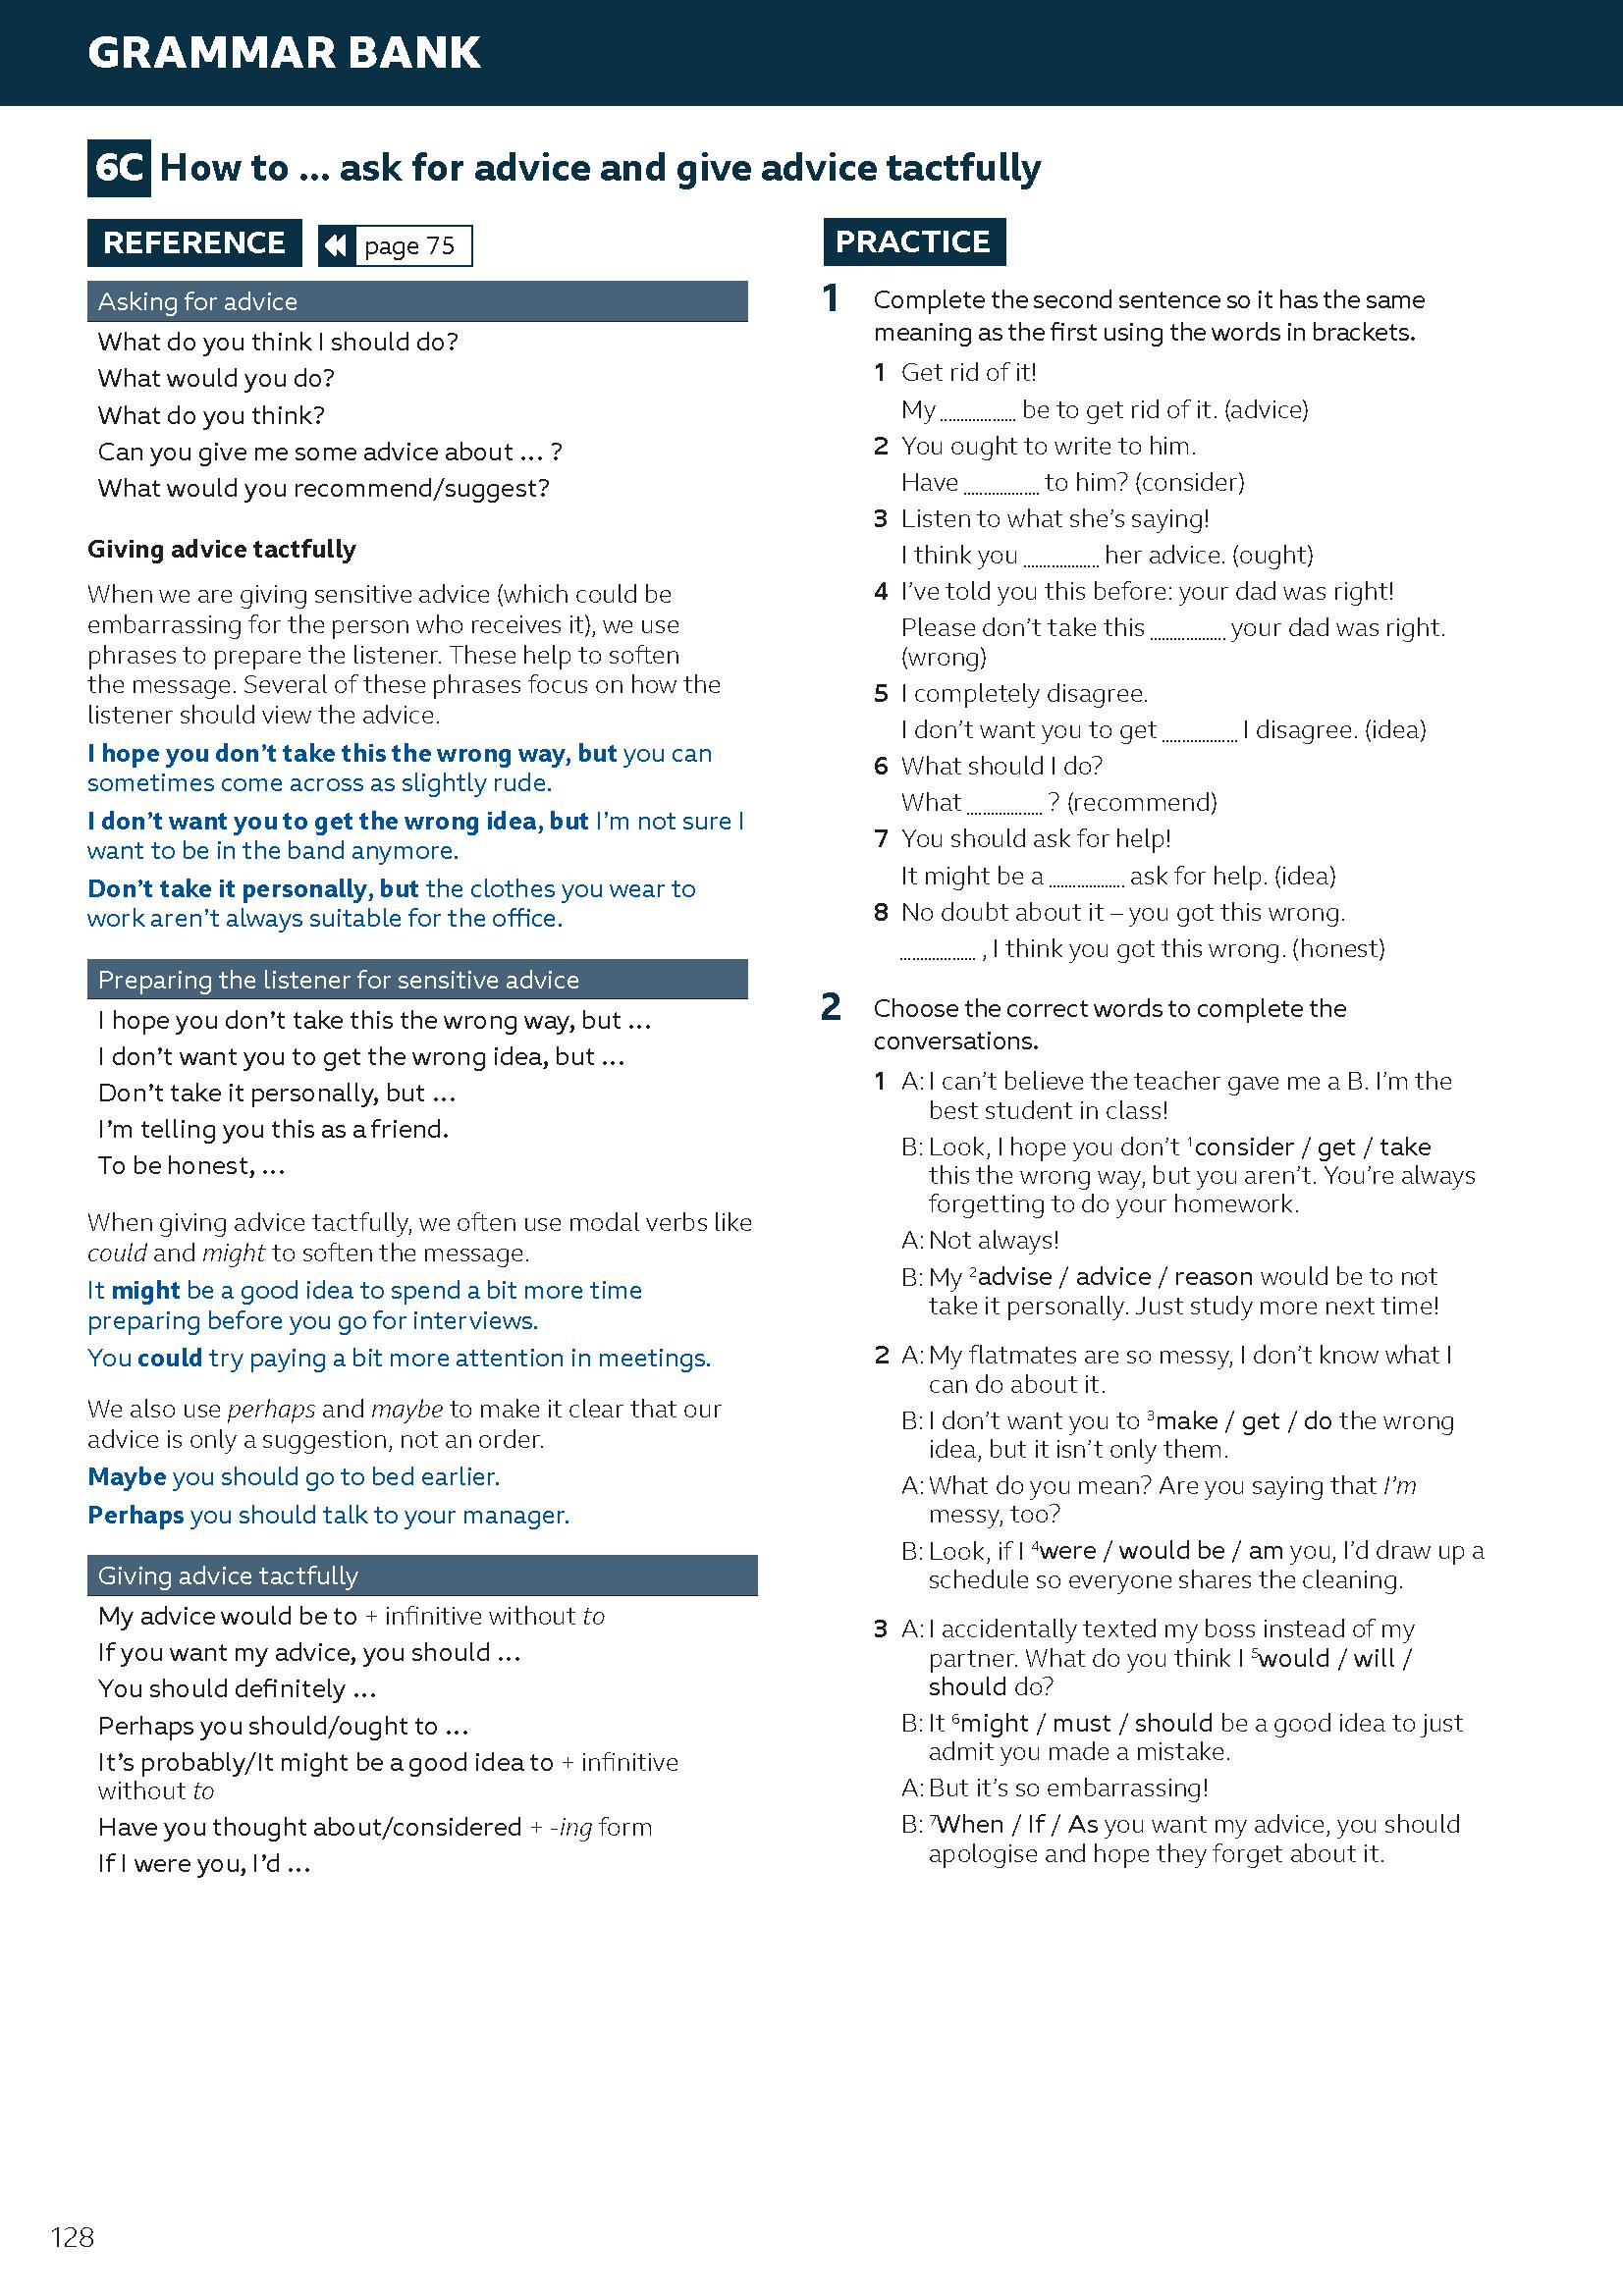 GRAMMAR BANK
6C How to … ask for advice and give advice tactfully
REFERENCE page 75
Asking for advice
What do you think I should do?
What would you do?
What do you think?
Can you give me some advice about … ?
What would you recommend/suggest?
Giving advice tactfully
When we are giving sensitive advice (which could be
embarrassing for the person who receives it), we use
phrases to prepare the listener. These help to soften
the message. Several of these phrases focus on how the
listener should view the advice.
I hope you don't take this the wrong way, but you can
sometimes come across as slightly rude.
I don't want you to get the wrong idea, but I'm not sure I
want to be in the band anymore.
Don't take it personally, but the clothes you wear to
work aren't always suitable for the office.
Preparing the listener for sensitive advice
I hope you don't take this the wrong way, but …
I don't want you to get the wrong idea, but …
Don't take it personally, but …
I'm telling you this as a friend.
To be honest, …
When giving advice tactfully, we often use modal verbs like
could and might to soften the message.
It might be a good idea to spend a bit more time
preparing before you go for interviews.
You could try paying a bit more attention in meetings.
We also use perhaps and maybe to make it clear that our
advice is only a suggestion, not an order.
Maybe you should go to bed earlier.
Perhaps you should talk to your manager.
Giving advice tactfully
My advice would be to + infinitive without to
If you want my advice, you should …
You should definitely …
Perhaps you should/ought to …
It's probably/It might be a good idea to + infinitive
without to
Have you thought about/considered + -ing form
If I were you, I'd …
PRACTICE
1 Complete the second sentence so it has the same
meaning as the first using the words in brackets.
1 Get rid of it!
My ........ be to get rid of it. (advice)
2 You ought to write to him.
Have ........ to him? (consider)
3 Listen to what she's saying!
I think you ........ her advice. (ought)
4 I've told you this before: your dad was right!
Please don't take this ........ your dad was right.
(wrong)
5 I completely disagree.
I don't want you to get ........ I disagree. (idea)
6 What should I do?
What ........ ? (recommend)
7 You should ask for help!
It might be a ........ ask for help. (idea)
8 No doubt about it – you got this wrong.
........ , I think you got this wrong. (honest)
2 Choose the correct words to complete the
conversations.
1 A: I can't believe the teacher gave me a B. I'm the
best student in class!
B: Look, I hope you don't ¹consider / get / take
this the wrong way, but you aren't. You're always
forgetting to do your homework.
A: Not always!
B: My ²advise / advice / reason would be to not
take it personally. Just study more next time!
2 A: My flatmates are so messy, I don't know what I
can do about it.
B: I don't want you to ³make / get / do the wrong
idea, but it isn't only them.
A: What do you mean? Are you saying that I'm
messy, too?
B: Look, if I ⁴were / would be / am you, I'd draw up a
schedule so everyone shares the cleaning.
3 A: I accidentally texted my boss instead of my
partner. What do you think I ⁵would / will /
should do?
B: It ⁶might / must / should be a good idea to just
admit you made a mistake.
A: But it's so embarrassing!
B: ⁷When / If / As you want my advice, you should
apologise and hope they forget about it.
128